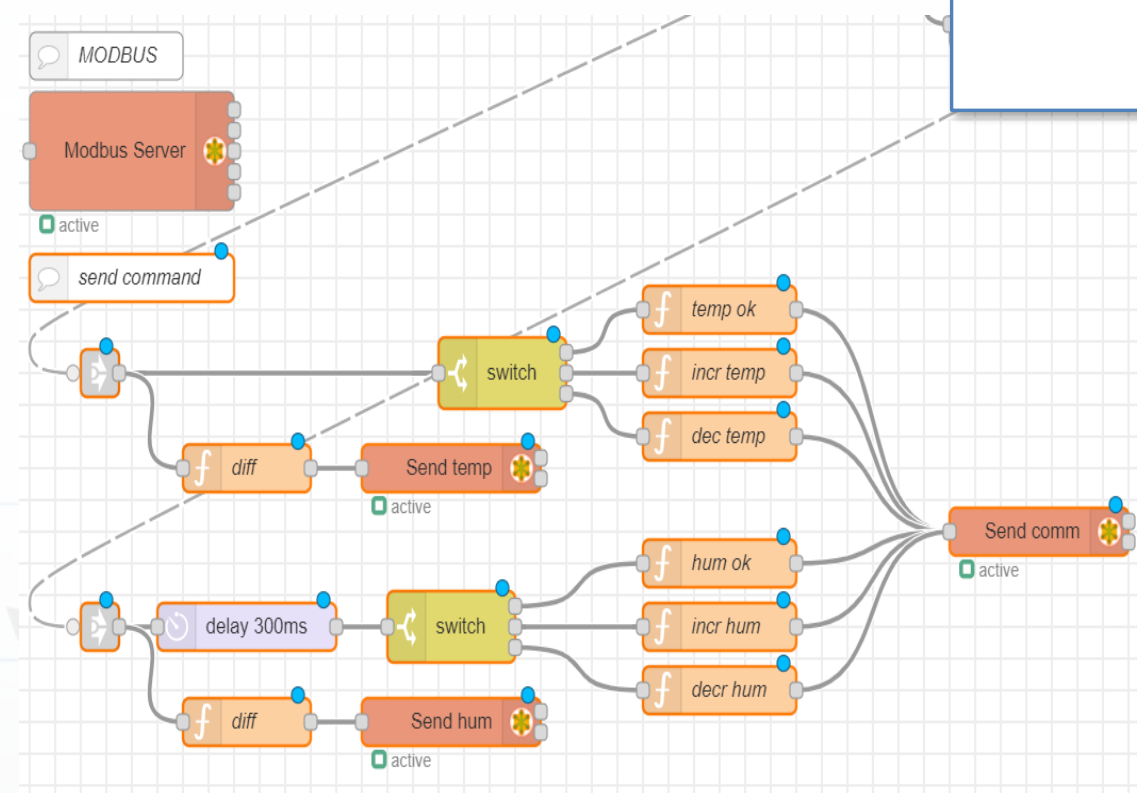 MODBUS
Modbus Server
active
send command
temp ok
switch
incr temp
dec temp
diff
Send temp
active
Send comm
active
hum ok
delay 300ms
switch
incr hum
decr hum
diff
Send hum
active